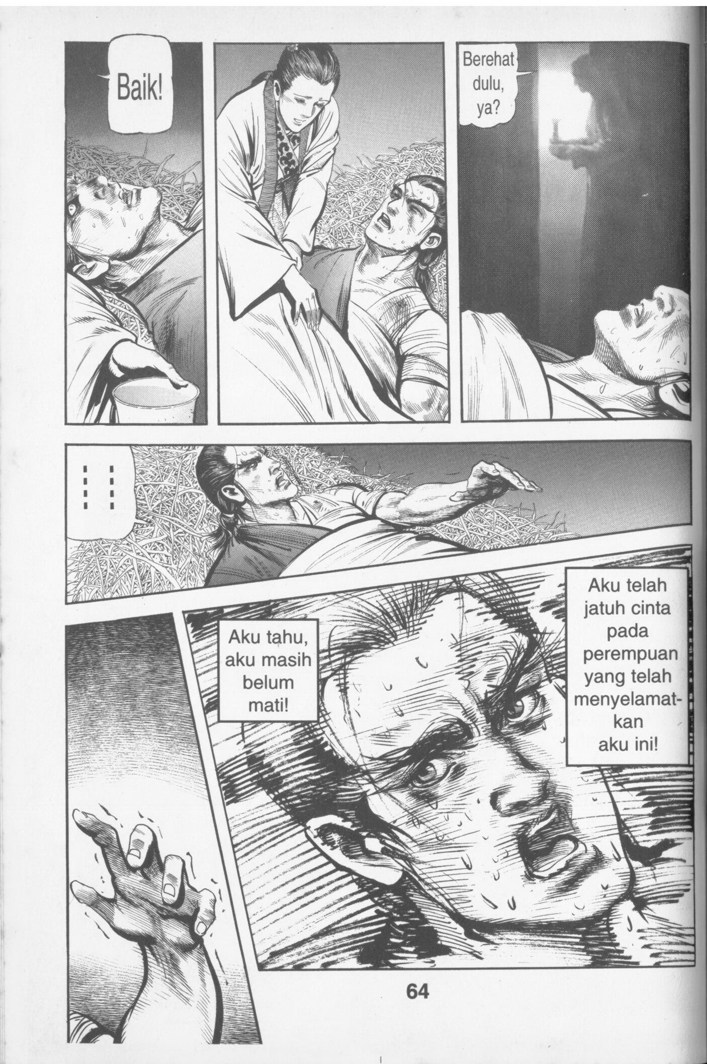 Baik!
Berehat
dulu,
ya?
Aku tahu,
aku masih
belum
mati!
Aku telah
jatuh cinta
pada
perempuan
yang telah
menyelamat-
kan
aku ini!
64